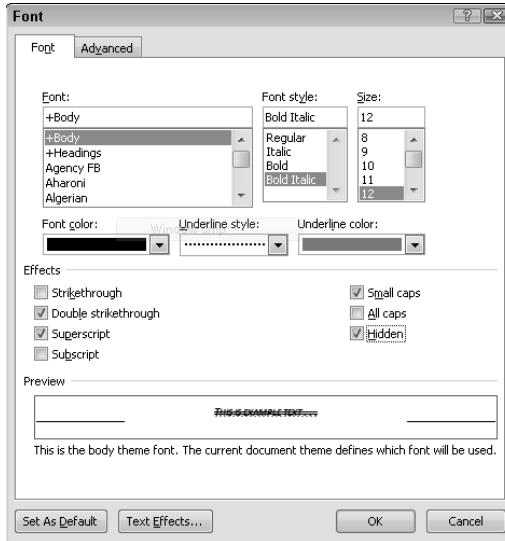 Font
Font Advanced
Font: Font style: Size:
+Body Bold Italic 12
+Body Regular 8
+Headings Italic 9
Agency FB Bold 10
Aharoni Bold Italic 11
Algerian 12
Font color: Underline style: Underline color:
Effects
Strikethrough Small caps
Double strikethrough All caps
Superscript Hidden
Subscript
Preview
THIS IS EXAMPLE TEXT....
This is the body theme font. The current document theme defines which font will be used.
Set As Default Text Effects... OK Cancel